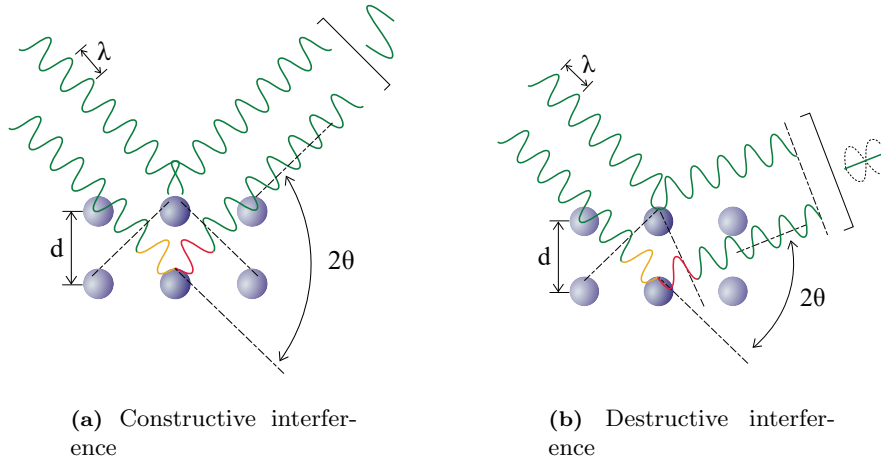 λ
d
2θ
(a) Constructive interfer-
ence
λ
d
2θ
(b) Destructive interfer-
ence